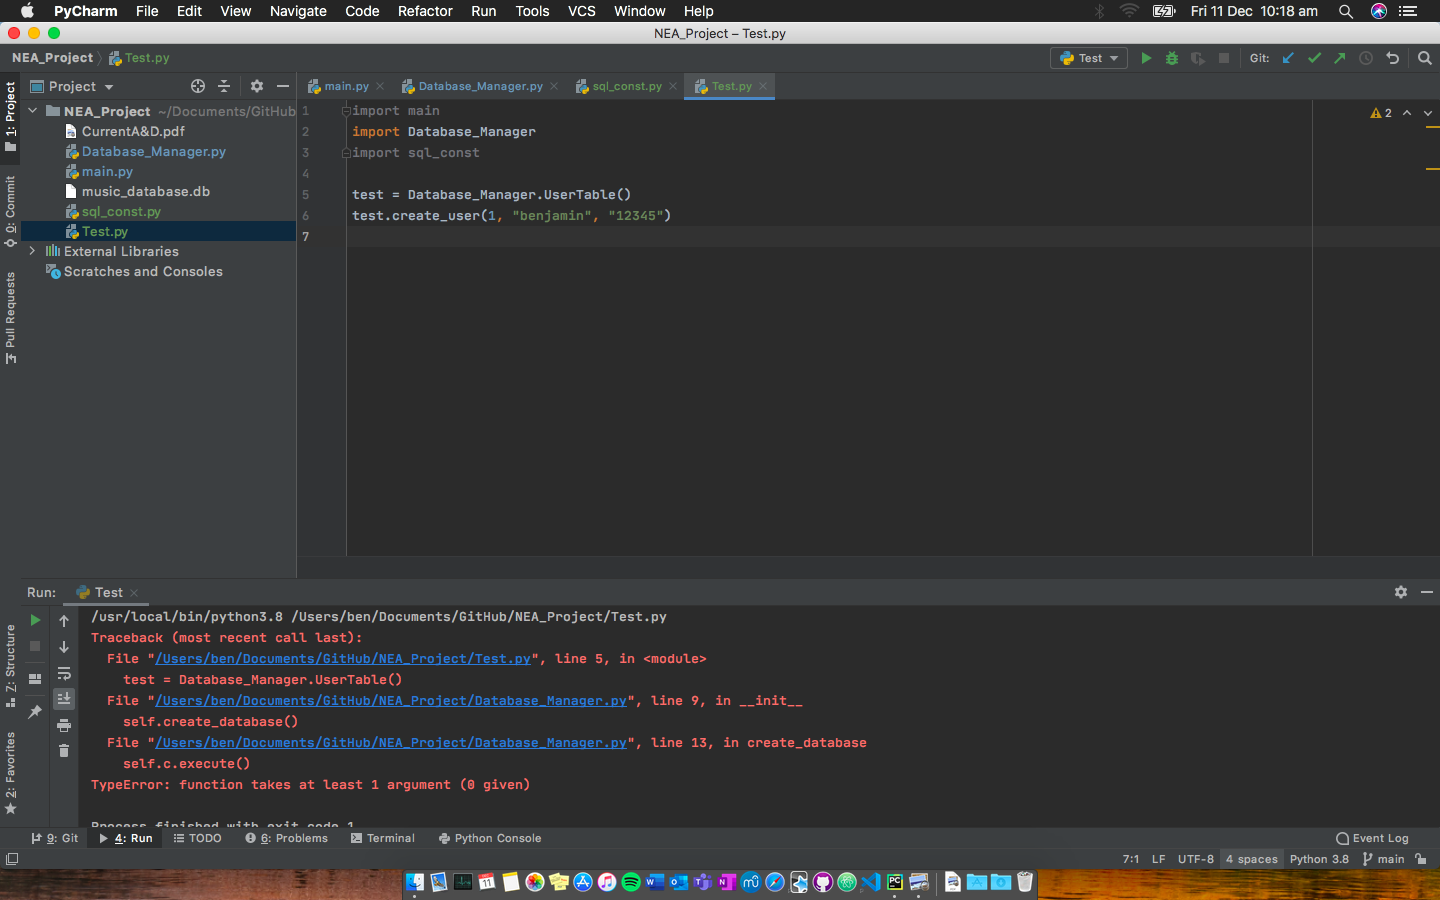 PyCharm File Edit View Navigate Code Refactor Run Tools VCS Window Help Fri 11 Dec 10:18 am
NEA_Project – Test.py
NEA_Project Test.py Test Git:
1: Project
0: Commit
Pull Requests
Z: Structure
2: Favorites
Project
NEA_Project ~/Documents/GitHub
CurrentA&D.pdf
Database_Manager.py
main.py
music_database.db
sql_const.py
Test.py
External Libraries
Scratches and Consoles
main.py Database_Manager.py sql_const.py Test.py
2
1 import main
2 import Database_Manager
3 import sql_const
4
5 test = Database_Manager.UserTable()
6 test.create_user(1, "benjamin", "12345")
7
Run: Test
/usr/local/bin/python3.8 /Users/ben/Documents/GitHub/NEA_Project/Test.py
Traceback (most recent call last):
File "/Users/ben/Documents/GitHub/NEA_Project/Test.py", line 5, in <module>
test = Database_Manager.UserTable()
File "/Users/ben/Documents/GitHub/NEA_Project/Database_Manager.py", line 9, in __init__
self.create_database()
File "/Users/ben/Documents/GitHub/NEA_Project/Database_Manager.py", line 13, in create_database
self.c.execute()
TypeError: function takes at least 1 argument (0 given)
Process finished with exit code 1
9: Git 4: Run TODO 6: Problems Terminal Python Console Event Log
7:1 LF UTF-8 4 spaces Python 3.8 main